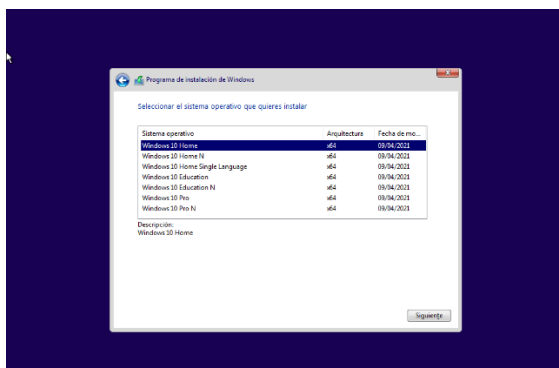 Programa de instalación de Windows
Seleccionar el sistema operativo que quieres instalar
Sistema operativo Arquitectura Fecha de mo...
Windows 10 Home x64 09/04/2021
Windows 10 Home N x64 09/04/2021
Windows 10 Home Single Language x64 09/04/2021
Windows 10 Education x64 09/04/2021
Windows 10 Education N x64 09/04/2021
Windows 10 Pro x64 09/04/2021
Windows 10 Pro N x64 09/04/2021
Descripción:
Windows 10 Home
Siguiente